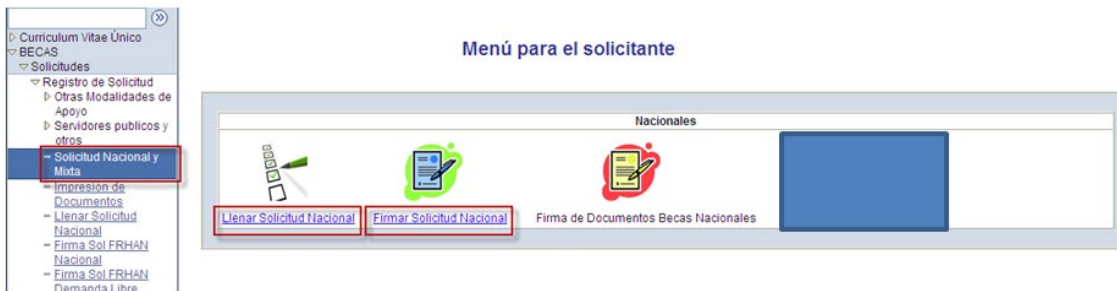 Curriculum Vitae Único
BECAS
Solicitudes
Registro de Solicitud
Otras Modalidades de
Apoyo
Servidores publicos y
otros
Solicitud Nacional y
Mixta
Impresión de
Documentos
Llenar Solicitud
Nacional
Firma Sol FRHAN
Nacional
Firma Sol FRHAN
Demanda Libre
Menú para el solicitante
Nacionales
Llenar Solicitud Nacional
Firmar Solicitud Nacional
Firma de Documentos Becas Nacionales